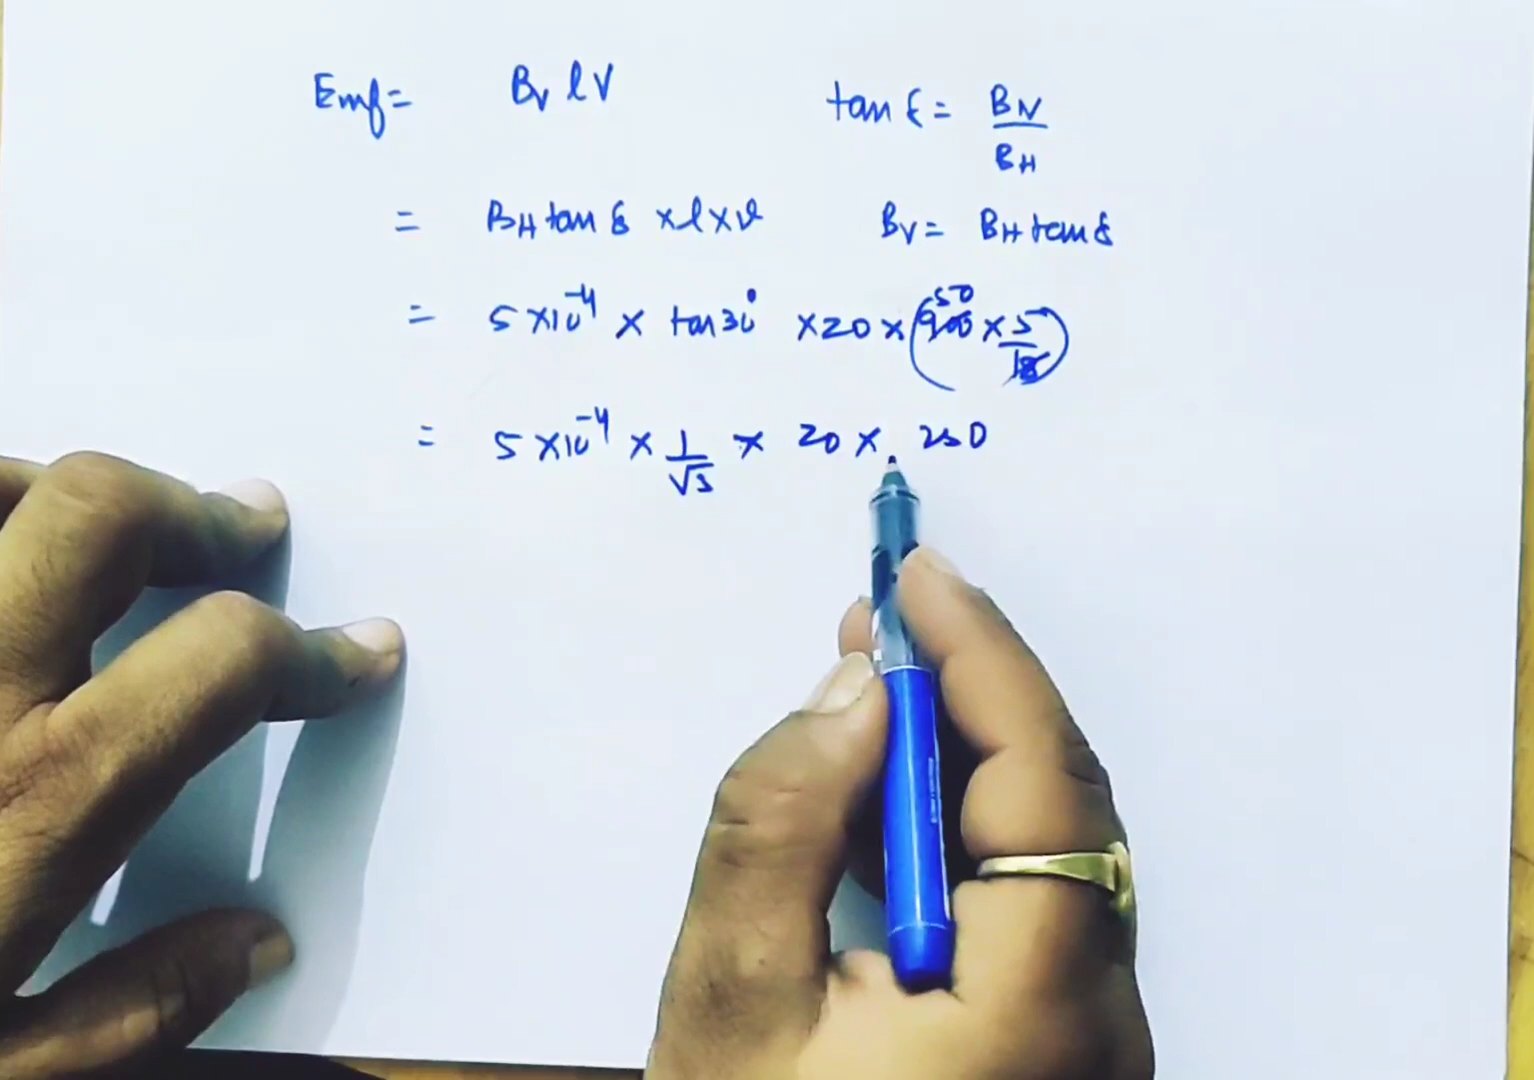 Emf = Bv l V
tan δ = BV / BH
= BH tan δ × l × v
Bv = BH tan δ
= 5 × 10⁻⁴ × tan 30° × 20 × (900 50 × 5/18)
= 5 × 10⁻⁴ × 1/√3 × 20 × 250